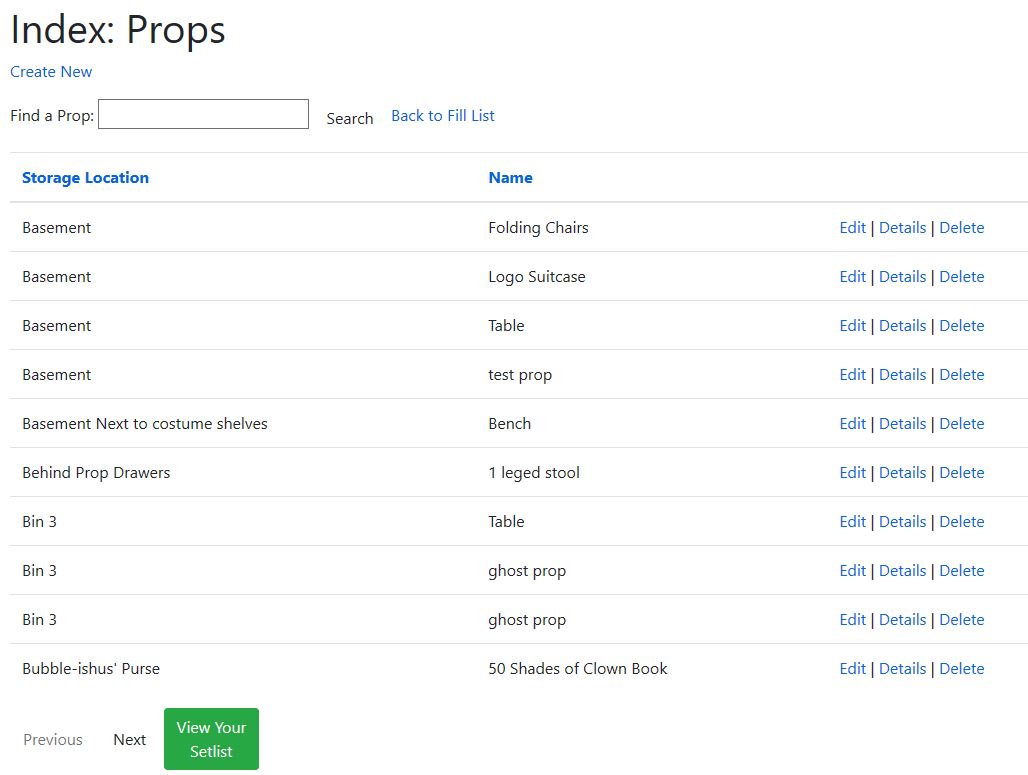 Index: Props
Create New
Find a Prop: Search Back to Fill List
Storage Location Name
Basement Folding Chairs Edit | Details | Delete
Basement Logo Suitcase Edit | Details | Delete
Basement Table Edit | Details | Delete
Basement test prop Edit | Details | Delete
Basement Next to costume shelves Bench Edit | Details | Delete
Behind Prop Drawers 1 leged stool Edit | Details | Delete
Bin 3 Table Edit | Details | Delete
Bin 3 ghost prop Edit | Details | Delete
Bin 3 ghost prop Edit | Details | Delete
Bubble-ishus' Purse 50 Shades of Clown Book Edit | Details | Delete
Previous Next View Your
Setlist